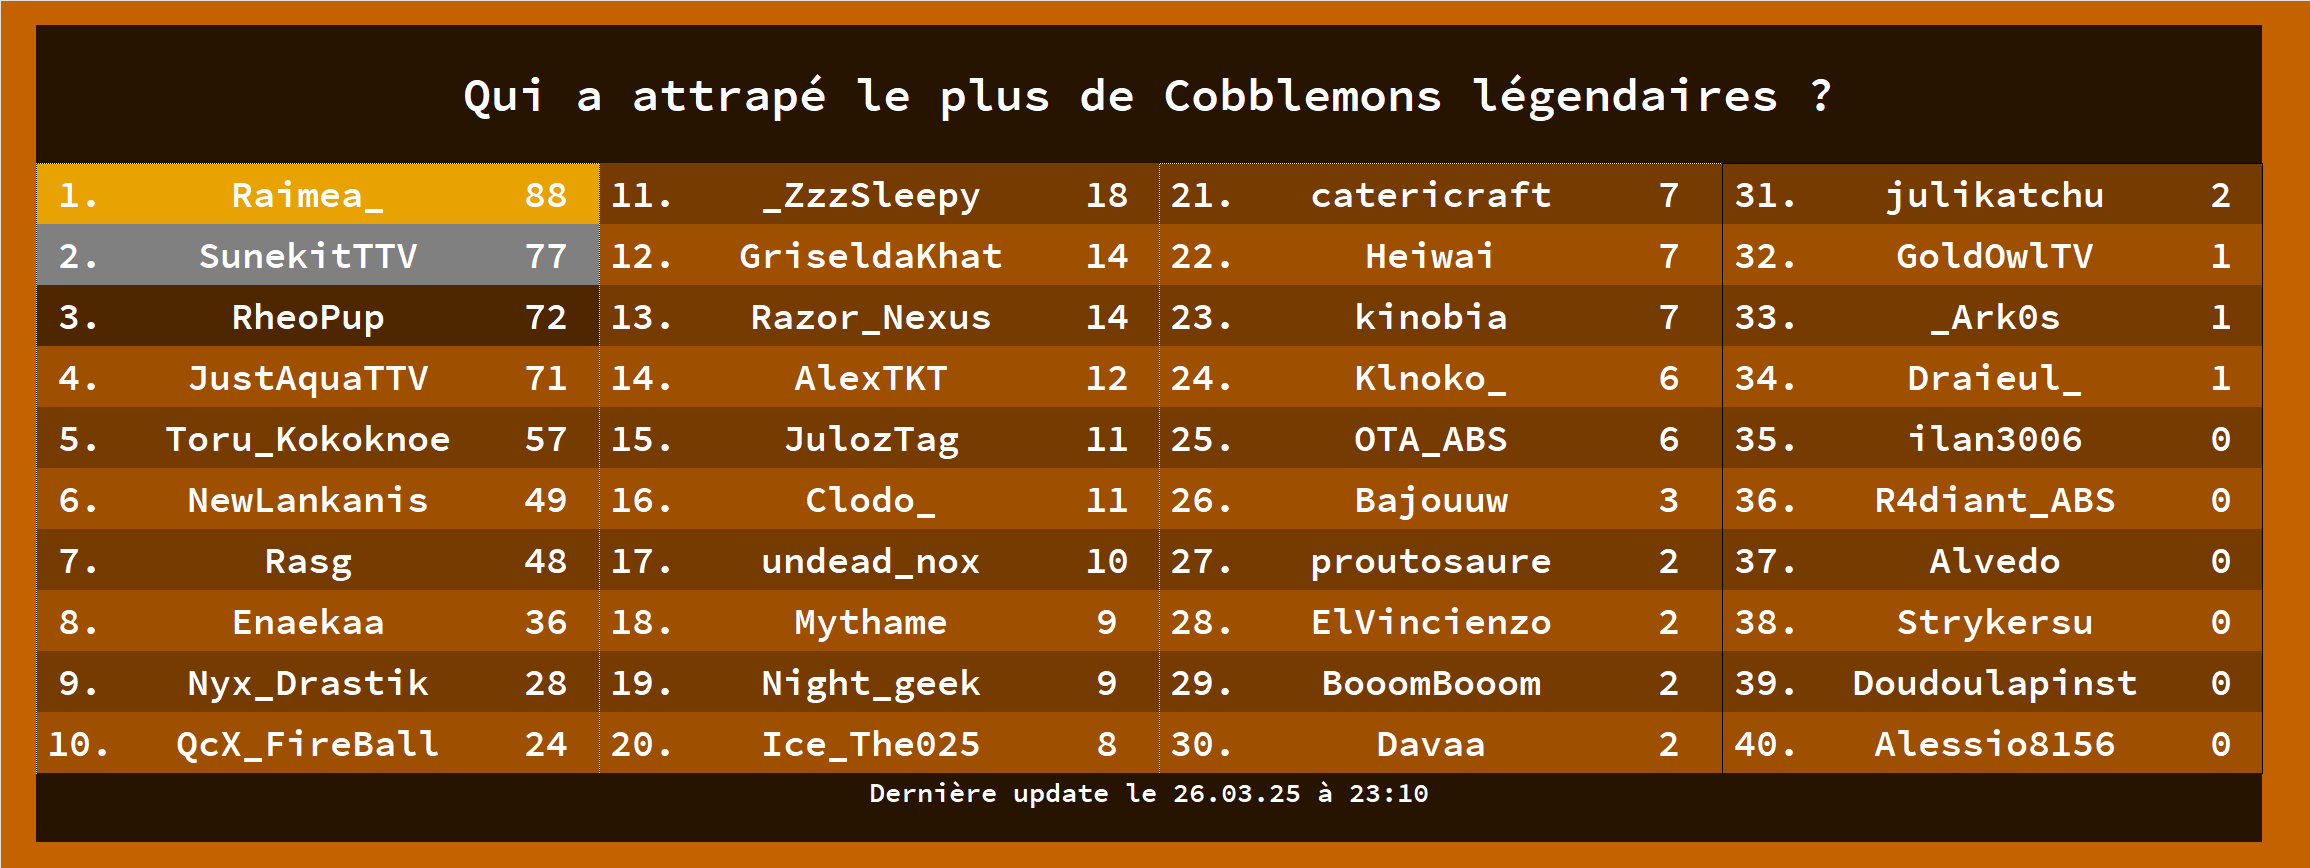 Qui a attrapé le plus de Cobblemons légendaires ?
1. Raimea_ 88 11. _ZzzSleepy 18 21. catericraft 7 31. julikatchu 2
2. SunekitTTV 77 12. GriseldaKhat 14 22. Heiwai 7 32. GoldOwlTV 1
3. RheoPup 72 13. Razor_Nexus 14 23. kinobia 7 33. _Ark0s 1
4. JustAquaTTV 71 14. AlexTKT 12 24. Klnoko_ 6 34. Draieul_ 1
5. Toru_Kokoknoe 57 15. JulozTag 11 25. OTA_ABS 6 35. ilan3006 0
6. NewLankanis 49 16. Clodo_ 11 26. Bajouuw 3 36. R4diant_ABS 0
7. Rasg 48 17. undead_nox 10 27. proutosaure 2 37. Alvedo 0
8. Enaekaa 36 18. Mythame 9 28. ElVincienzo 2 38. Strykersu 0
9. Nyx_Drastik 28 19. Night_geek 9 29. BooomBooom 2 39. Doudoulapinst 0
10. QcX_FireBall 24 20. Ice_The025 8 30. Davaa 2 40. Alessio8156 0
Dernière update le 26.03.25 à 23:10